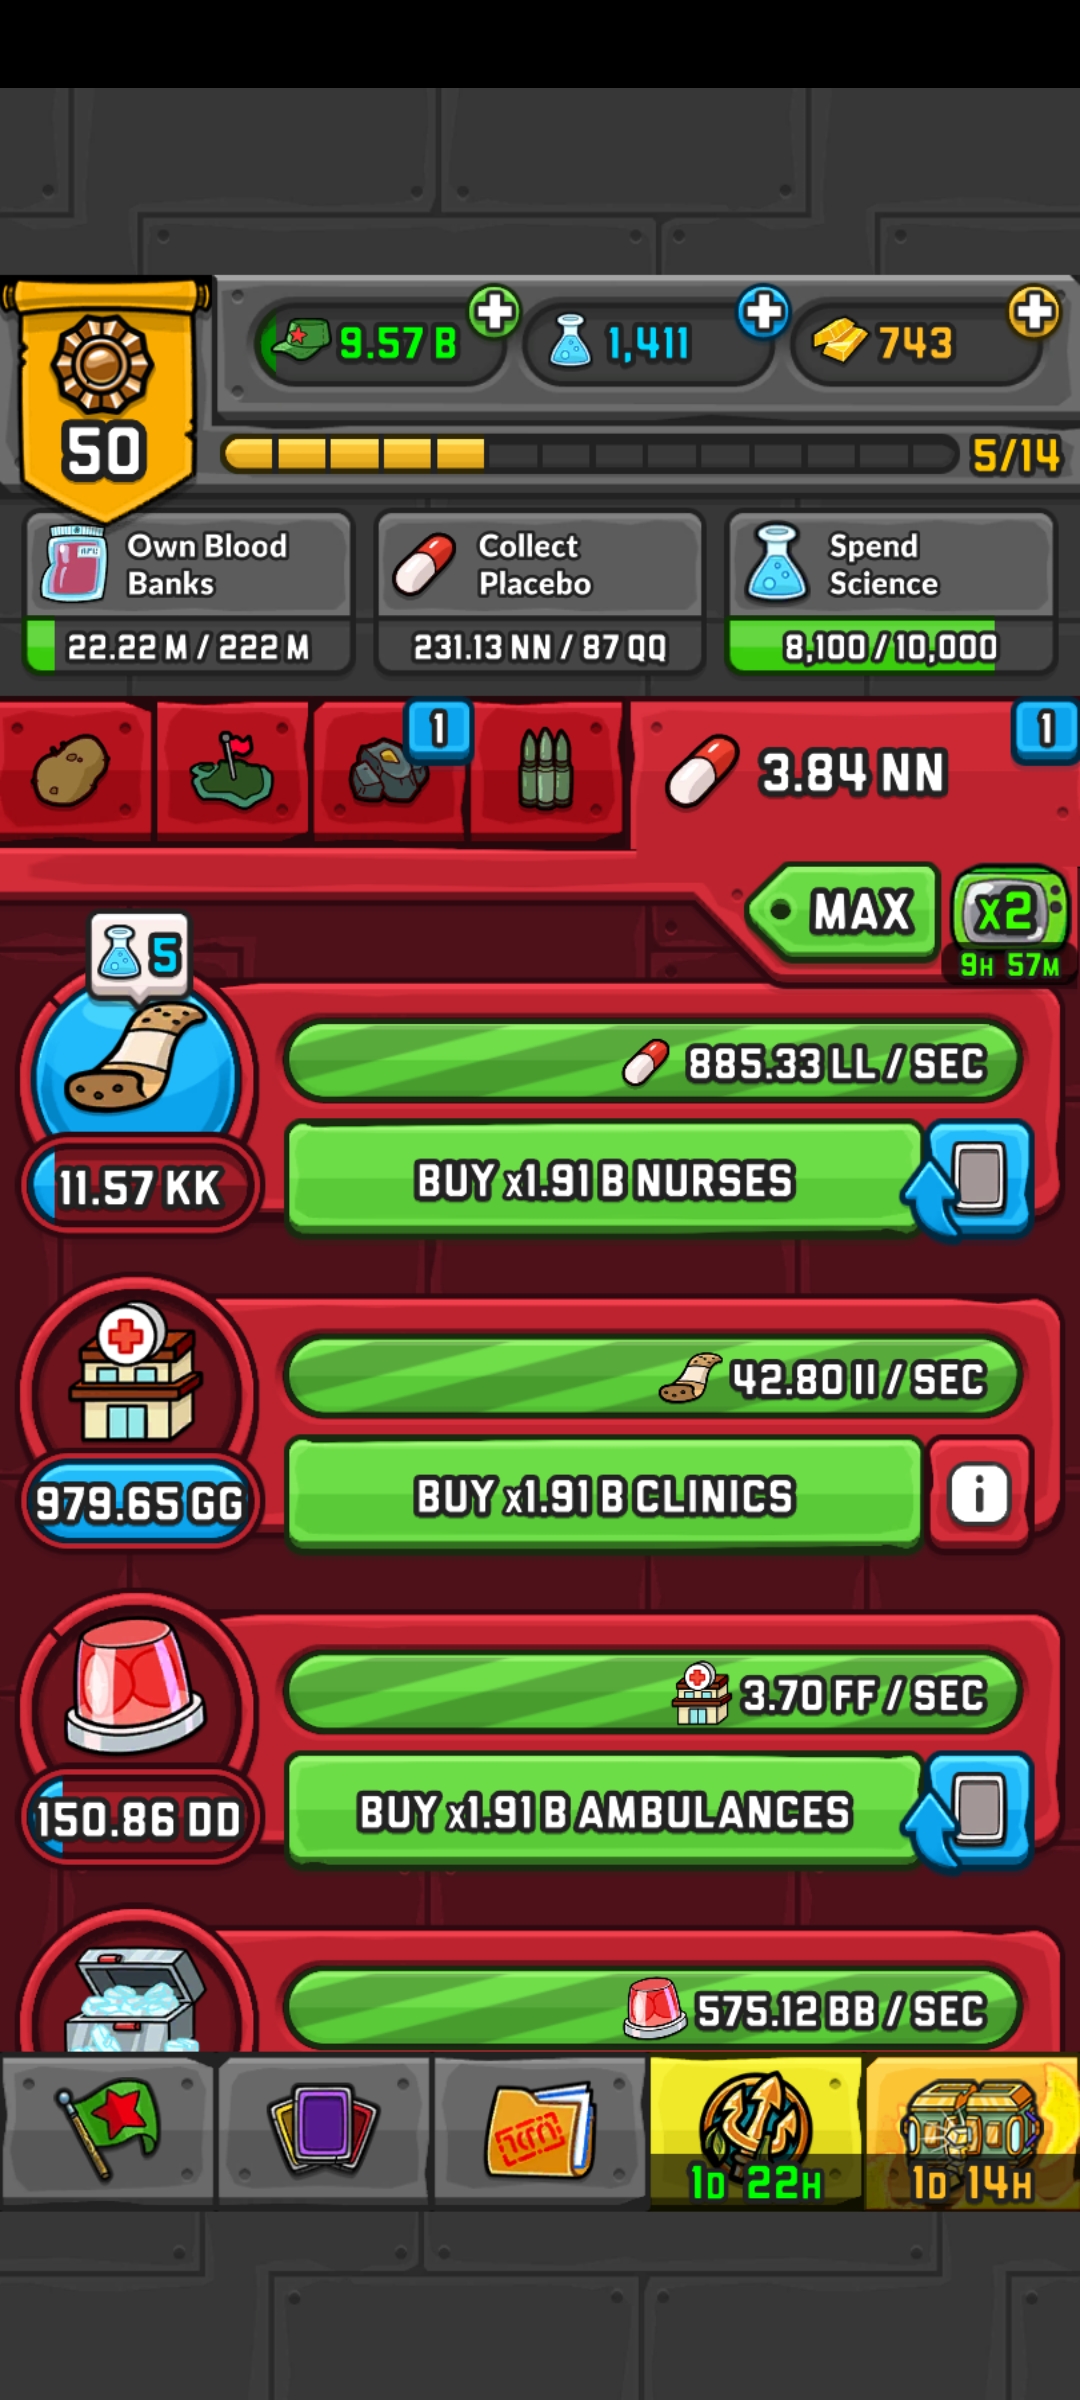 9.57 B
1,411
743
50
5/14
Own Blood
Banks
22.22 M / 222 M
Collect
Placebo
231.13 NN / 87 QQ
Spend
Science
8,100 / 10,000
1
3.84 NN
1
MAX
x2
9H 57M
5
885.33 LL / SEC
11.57 KK
BUY x1.91 B NURSES
42.80 II / SEC
979.65 GG
BUY x1.91 B CLINICS
i
3.70 FF / SEC
150.86 DD
BUY x1.91 B AMBULANCES
575.12 BB / SEC
1D 22H
1D 14H